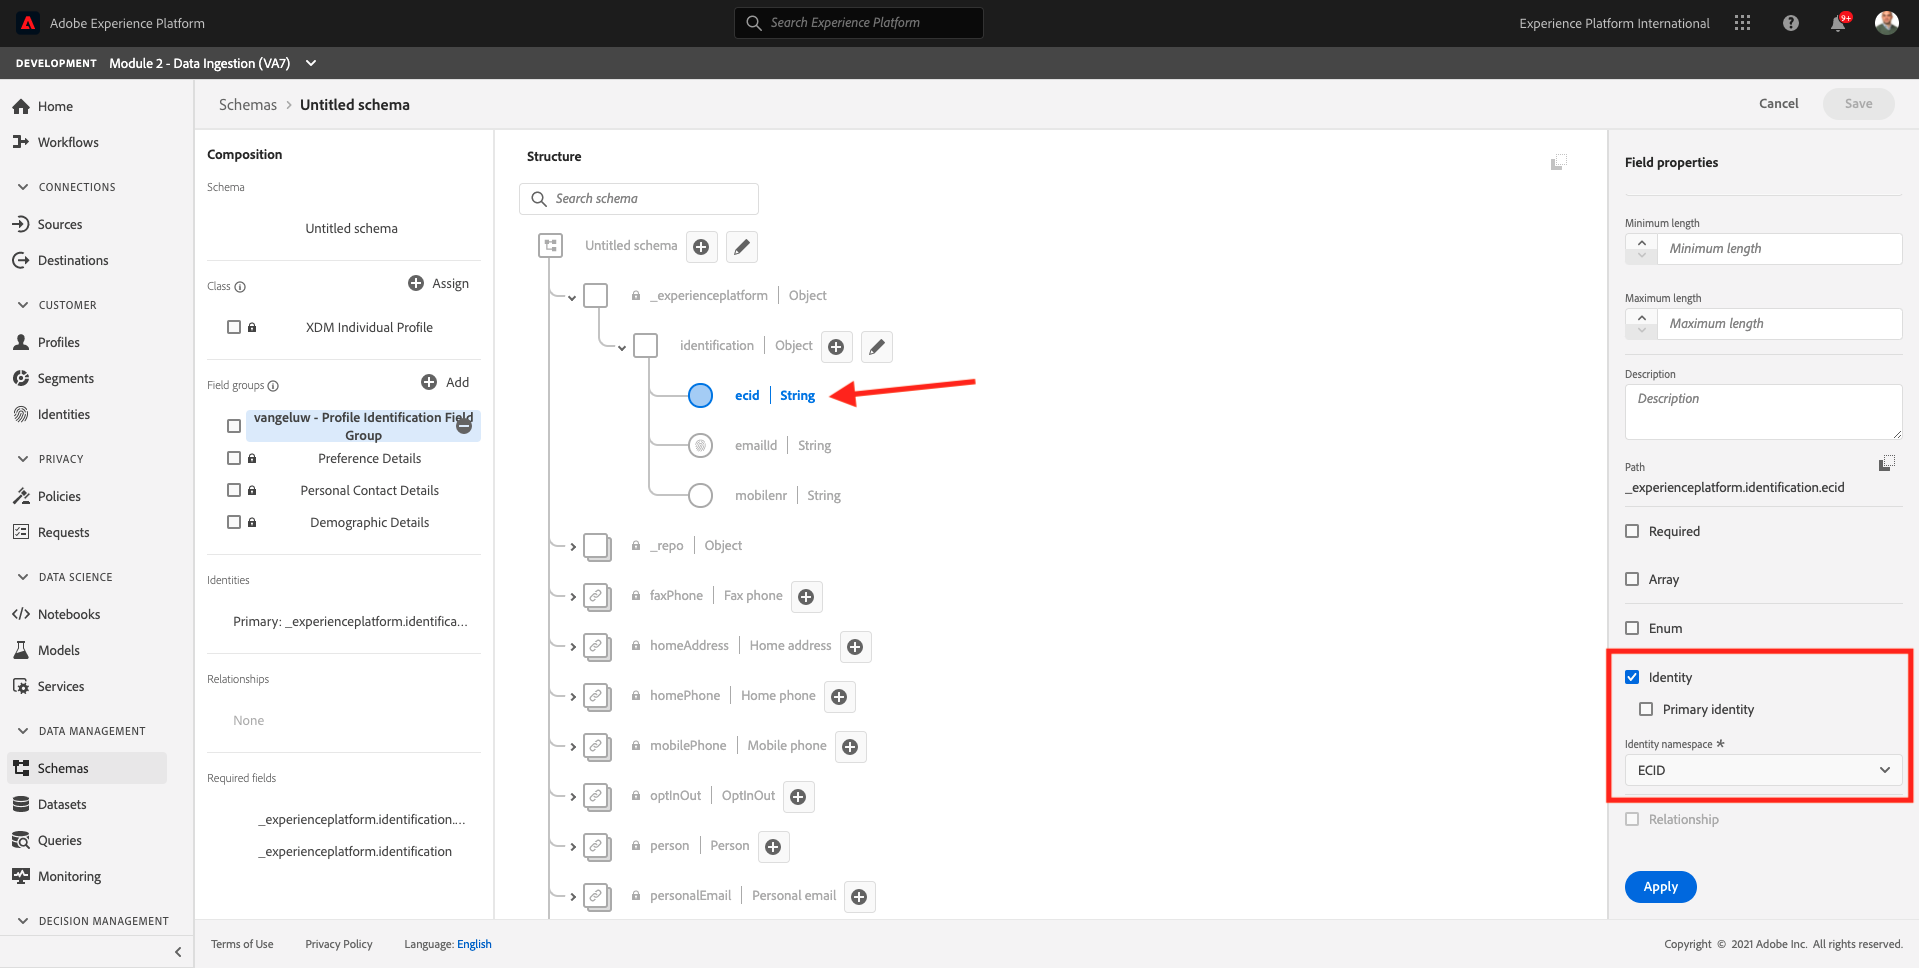 Adobe Experience Platform
Search Experience Platform
Experience Platform International
9+
DEVELOPMENT Module 2 - Data Ingestion (VA7)
Home
Workflows
CONNECTIONS
Sources
Destinations
CUSTOMER
Profiles
Segments
Identities
PRIVACY
Policies
Requests
DATA SCIENCE
Notebooks
Models
Services
DATA MANAGEMENT
Schemas
Datasets
Queries
Monitoring
DECISION MANAGEMENT
Schemas > Untitled schema
Cancel
Save
Composition
Schema
Untitled schema
Class
Assign
XDM Individual Profile
Field groups
Add
vangeluw - Profile Identification Field
Group
Preference Details
Personal Contact Details
Demographic Details
Identities
Primary: _experienceplatform.identifica...
Relationships
None
Required fields
_experienceplatform.identification....
_experienceplatform.identification
Structure
Search schema
Untitled schema
_experienceplatform | Object
identification | Object
ecid | String
emailId | String
mobilenr | String
_repo | Object
faxPhone | Fax phone
homeAddress | Home address
homePhone | Home phone
mobilePhone | Mobile phone
optInOut | OptInOut
person | Person
personalEmail | Personal email
Field properties
Minimum length
Minimum length
Maximum length
Maximum length
Description
Description
Path
_experienceplatform.identification.ecid
Required
Array
Enum
Identity
Primary identity
Identity namespace *
ECID
Relationship
Apply
Terms of Use
Privacy Policy
Language: English
Copyright © 2021 Adobe Inc. All rights reserved.